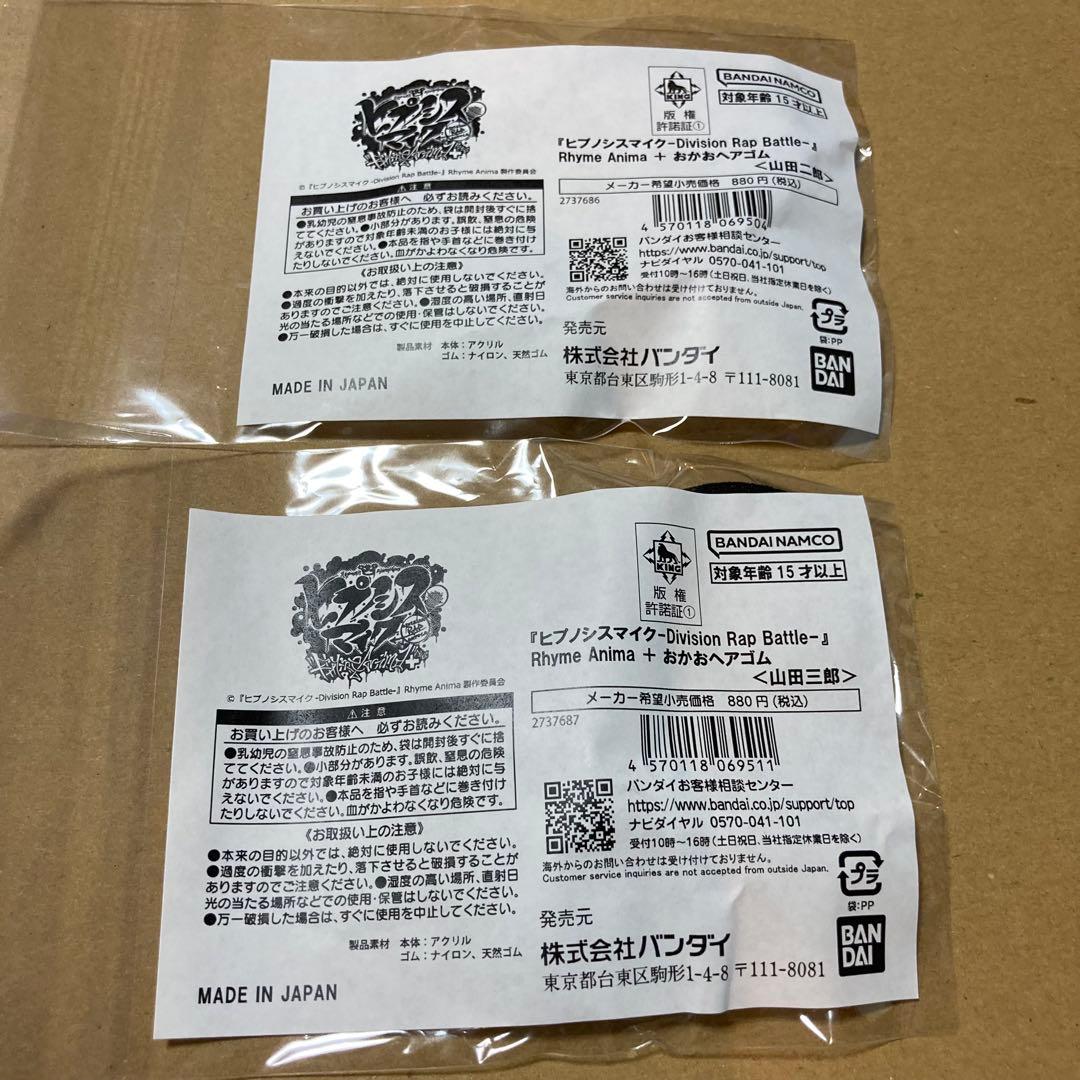 ヒプノシス
マイク
©『ヒプノシスマイク-Division Rap Battle-』Rhyme Anima 製作委員会
⚠注意
お買い上げのお客様へ 必ずお読みください。
●乳幼児の窒息事故防止のため、袋は開封後すぐに捨
ててください。●小部分があります。誤飲、窒息の危険
がありますので対象年齢未満のお子様には絶対に与
えないでください。●本品を指や手首などに巻き付け
たりしないでください。血がかよわなくなり危険です。
《お取扱い上の注意》
●本来の目的以外では、絶対に使用しないでください。
●過度の衝撃を加えたり、落下させると破損することが
ありますのでご注意ください。●湿度の高い場所、直射日
光の当たる場所などでの使用・保管はしないでください。
●万一破損した場合は、すぐに使用を中止してください。
製品素材 本体：アクリル
ゴム：ナイロン、天然ゴム
MADE IN JAPAN
KING
版権
許諾証①
BANDAI NAMCO
対象年齢15才以上
『ヒプノシスマイク-Division Rap Battle-』
Rhyme Anima + おかおヘアゴム
<山田二郎>
メーカー希望小売価格 880円(税込)
2737686
4 570118 069504
バンダイお客様相談センター
https://www.bandai.co.jp/support/top
ナビダイヤル 0570-041-101
受付10時～16時(土日祝日、当社指定休業日を除く)
海外からのお問い合わせは受け付けておりません。
Customer service inquiries are not accepted from outside Japan.
プラ
袋:PP
発売元
株式会社バンダイ
東京都台東区駒形1-4-8 〒111-8081
BAN
DAI
ヒプノシス
マイク
©『ヒプノシスマイク-Division Rap Battle-』Rhyme Anima 製作委員会
⚠注意
お買い上げのお客様へ 必ずお読みください。
●乳幼児の窒息事故防止のため、袋は開封後すぐに捨
ててください。●小部分があります。誤飲、窒息の危険
がありますので対象年齢未満のお子様には絶対に与
えないでください。●本品を指や手首などに巻き付け
たりしないでください。血がかよわなくなり危険です。
《お取扱い上の注意》
●本来の目的以外では、絶対に使用しないでください。
●過度の衝撃を加えたり、落下させると破損することが
ありますのでご注意ください。●湿度の高い場所、直射日
光の当たる場所などでの使用・保管はしないでください。
●万一破損した場合は、すぐに使用を中止してください。
製品素材 本体：アクリル
ゴム：ナイロン、天然ゴム
MADE IN JAPAN
KING
版権
許諾証①
BANDAI NAMCO
対象年齢15才以上
『ヒプノシスマイク-Division Rap Battle-』
Rhyme Anima + おかおヘアゴム
<山田三郎>
メーカー希望小売価格 880円(税込)
2737687
4 570118 069511
バンダイお客様相談センター
https://www.bandai.co.jp/support/top
ナビダイヤル 0570-041-101
受付10時～16時(土日祝日、当社指定休業日を除く)
海外からのお問い合わせは受け付けておりません。
Customer service inquiries are not accepted from outside Japan.
プラ
袋:PP
発売元
株式会社バンダイ
東京都台東区駒形1-4-8 〒111-8081
BAN
DAI